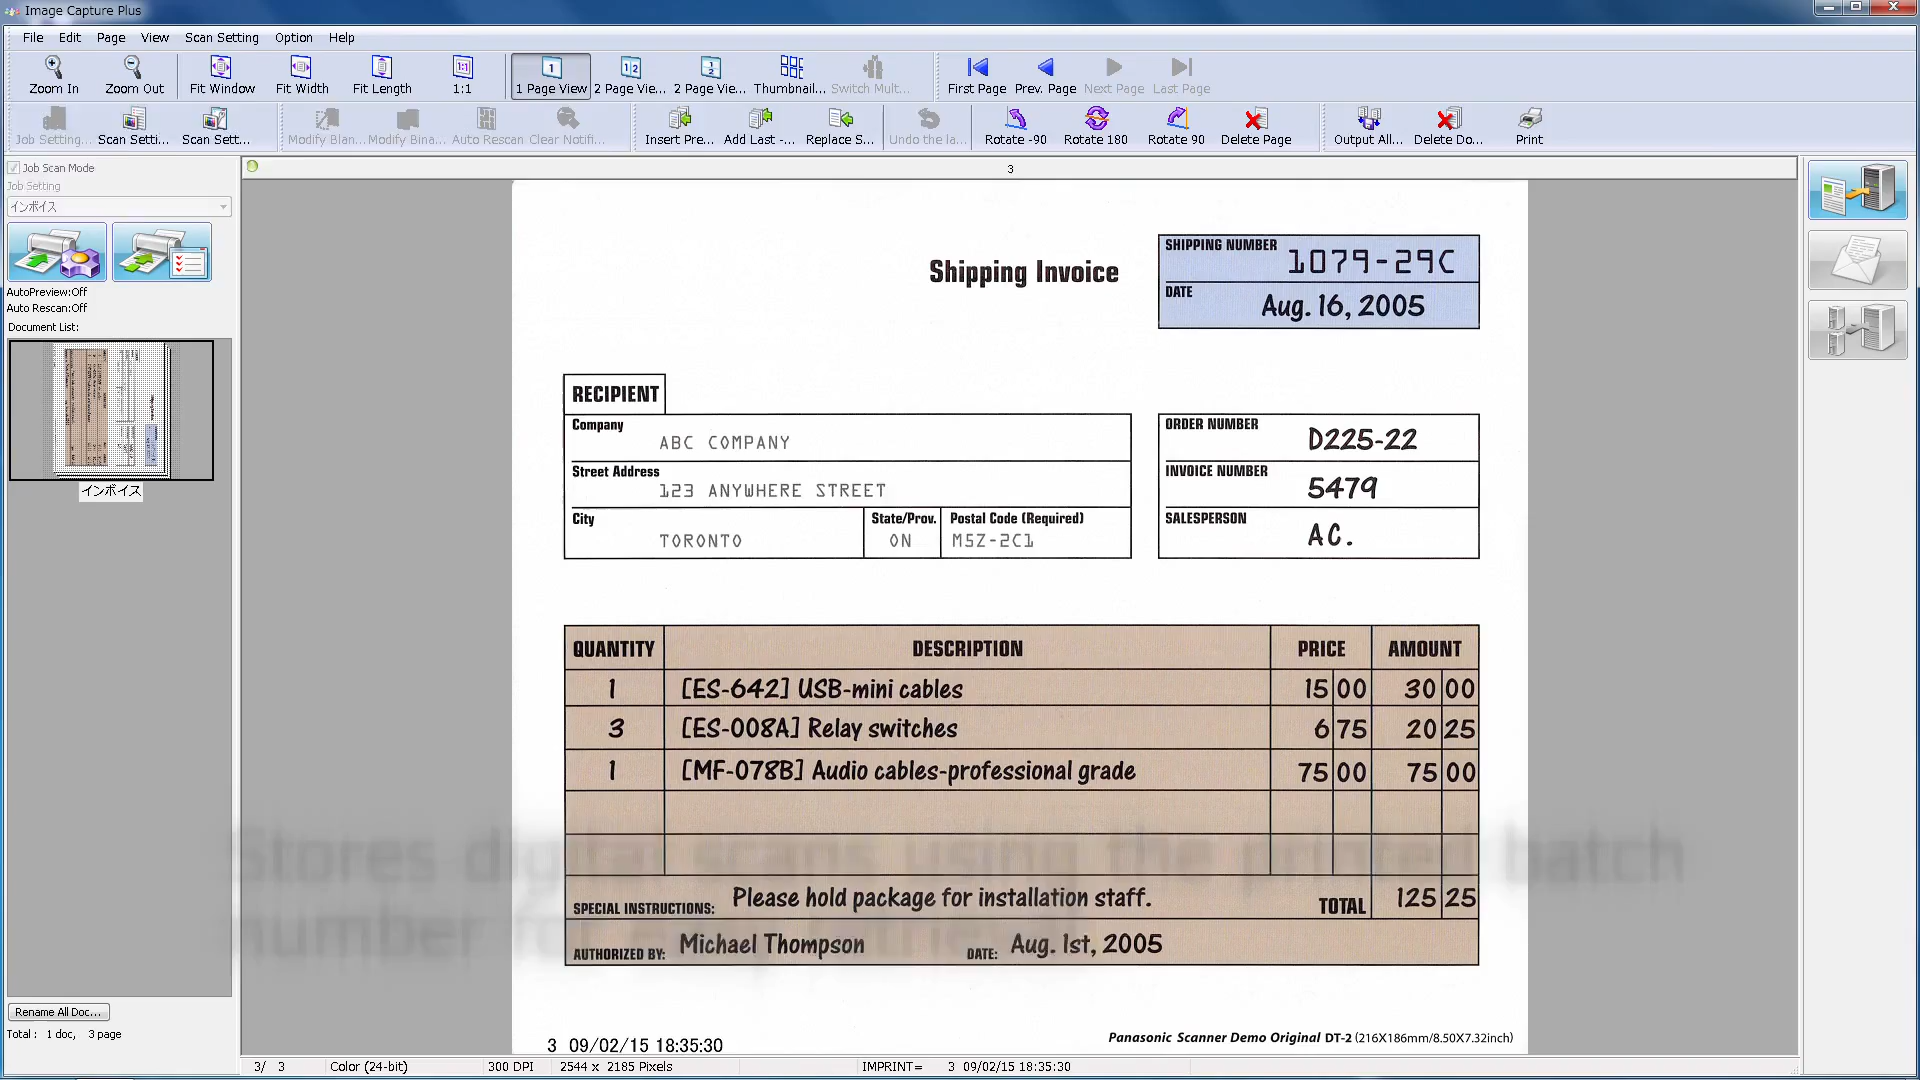 Image Capture Plus
File Edit Page View Scan Setting Option Help
Zoom In Zoom Out Fit Window Fit Width Fit Length 1:1 1 Page View 2 Page Vie... 2 Page Vie... Thumbnail... Switch Mult... First Page Prev. Page Next Page Last Page
Job Setting... Scan Setti... Scan Sett... Modify Blan... Modify Bina... Auto Rescan Clear Notifi... Insert Pre... Add Last -... Replace S... Undo the la... Rotate -90 Rotate 180 Rotate 90 Delete Page Output All... Delete Do... Print
Job Scan Mode
Job Setting
インボイス
AutoPreview:Off
Auto Rescan:Off
Document List:
インボイス
Rename All Doc...
Total : 1 doc, 3 page
3
Shipping Invoice
SHIPPING NUMBER 1079-29C
DATE Aug. 16, 2005
RECIPIENT
Company ABC COMPANY
Street Address 123 ANYWHERE STREET
City TORONTO State/Prov. ON Postal Code (Required) M5Z-2C1
ORDER NUMBER D225-22
INVOICE NUMBER 5479
SALESPERSON AC.
QUANTITY DESCRIPTION PRICE AMOUNT
1 [ES-642] USB-mini cables 15 00 30 00
3 [ES-008A] Relay switches 6 75 20 25
1 [MF-078B] Audio cables-professional grade 75 00 75 00
SPECIAL INSTRUCTIONS: Please hold package for installation staff. TOTAL 125 25
AUTHORIZED BY: Michael Thompson DATE: Aug. 1st, 2005
Stores digital scans using the printed batch
number for easy retrieval
3 09/02/15 18:35:30
Panasonic Scanner Demo Original DT-2 (216X186mm/8.50X7.32inch)
3/ 3 Color (24-bit) 300 DPI 2544 x 2185 Pixels IMPRINT= 3 09/02/15 18:35:30